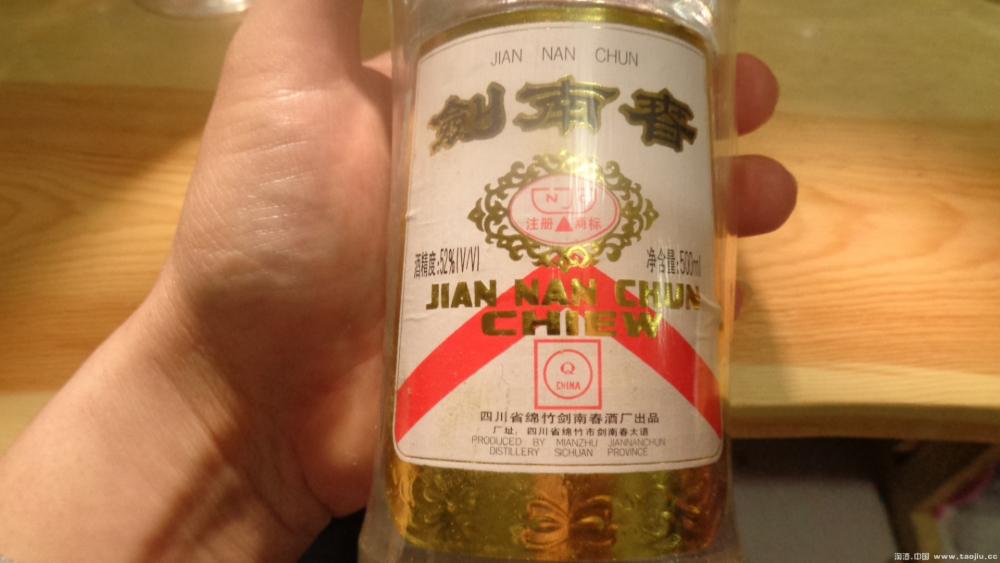 JIAN NAN CHUN
劍南春
NJC
注册商标
酒精度:52%(V/V)
净含量:500ml
JIAN NAN CHUN
CHIEW
Q
CHINA
四川省绵竹剑南春酒厂出品
厂址: 四川省绵竹市剑南春大道
PRODUCED BY MIANZHU JIANNANCHUN
DISTILLERY SICHUAN PROVINCE
淘酒.中国 www.taojiu.cc